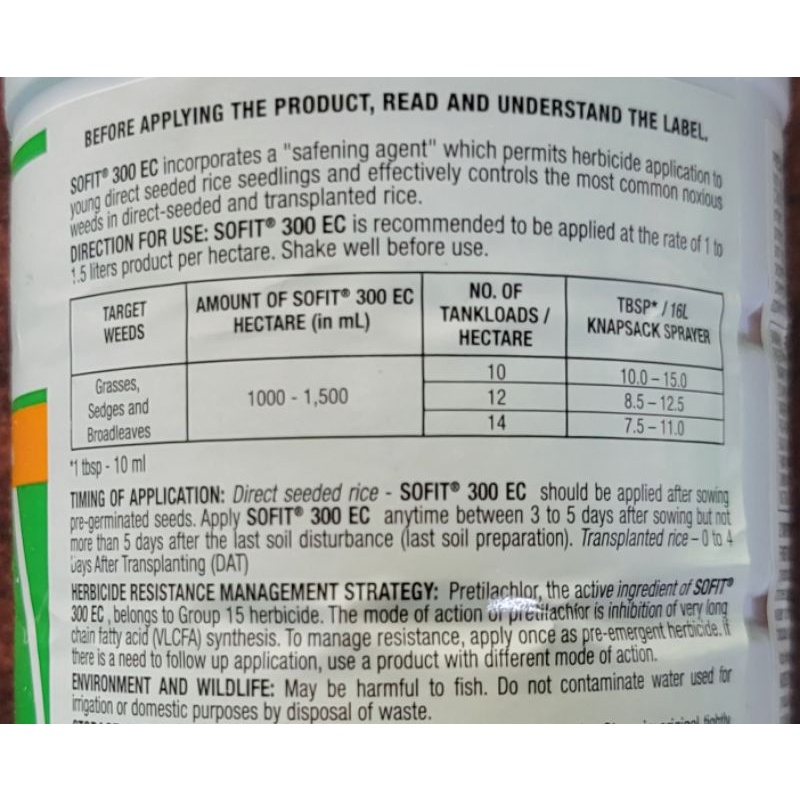 BEFORE APPLYING THE PRODUCT, READ AND UNDERSTAND THE LABEL.
SOFIT® 300 EC incorporates a "safening agent" which permits herbicide application to
young direct seeded rice seedlings and effectively controls the most common noxious
weeds in direct-seeded and transplanted rice.
DIRECTION FOR USE: SOFIT® 300 EC is recommended to be applied at the rate of 1 to
1.5 liters product per hectare. Shake well before use.
TARGET WEEDS
AMOUNT OF SOFIT® 300 EC HECTARE (in mL)
NO. OF TANKLOADS / HECTARE
TBSP* / 16L KNAPSACK SPRAYER
Grasses,
Sedges and
Broadleaves
1000 - 1,500
10 10.0 – 15.0
12 8.5 – 12.5
14 7.5 – 11.0
*1 tbsp - 10 ml
TIMING OF APPLICATION: Direct seeded rice - SOFIT® 300 EC should be applied after sowing
pre-germinated seeds. Apply SOFIT® 300 EC anytime between 3 to 5 days after sowing but not
more than 5 days after the last soil disturbance (last soil preparation). Transplanted rice – 0 to 4
Days After Transplanting (DAT)
HERBICIDE RESISTANCE MANAGEMENT STRATEGY: Pretilachlor, the active ingredient of SOFIT®
300 EC, belongs to Group 15 herbicide. The mode of action of pretilachlor is inhibition of very long
chain fatty acid (VLCFA) synthesis. To manage resistance, apply once as pre-emergent herbicide. If
there is a need to follow up application, use a product with different mode of action.
ENVIRONMENT AND WILDLIFE: May be harmful to fish. Do not contaminate water used for
irrigation or domestic purposes by disposal of waste.